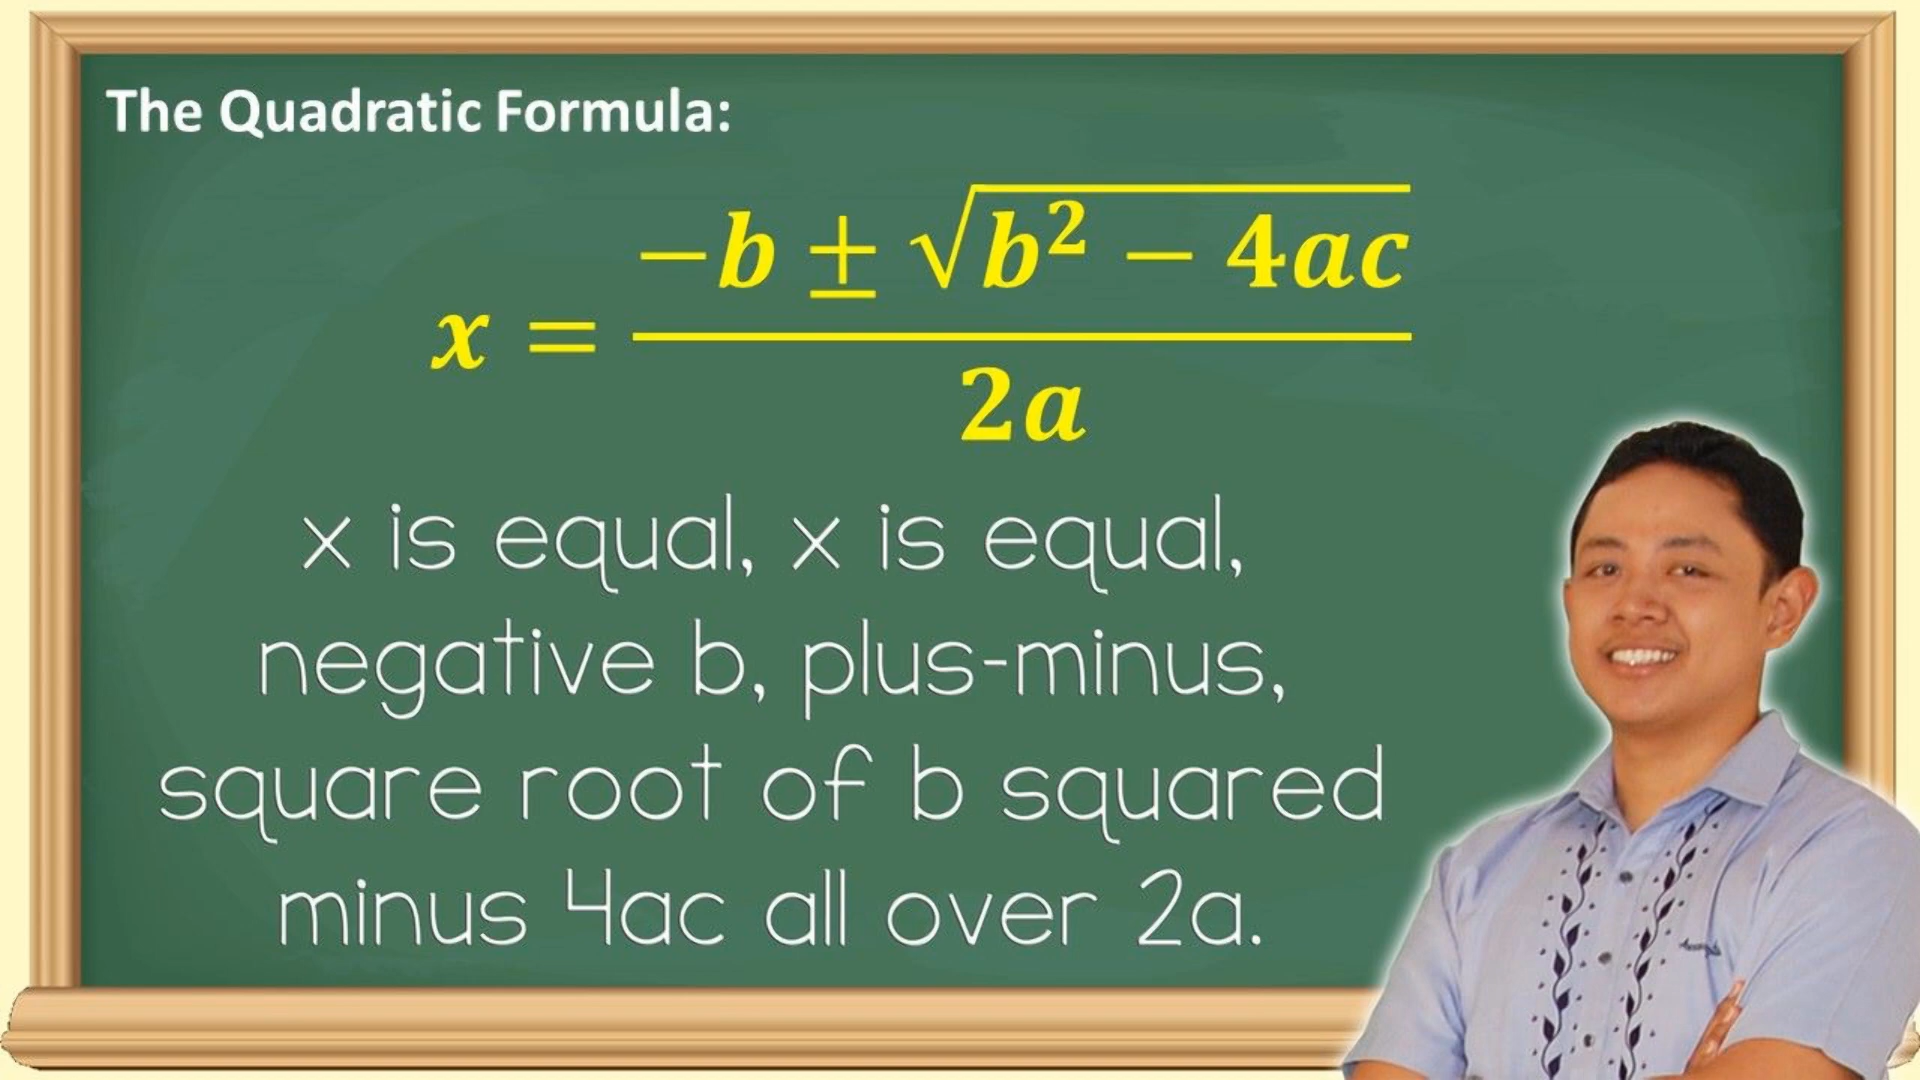 The Quadratic Formula:
x = (−b ± √(b² − 4ac)) / 2a
x is equal, x is equal,
negative b, plus-minus,
square root of b squared
minus 4ac all over 2a.